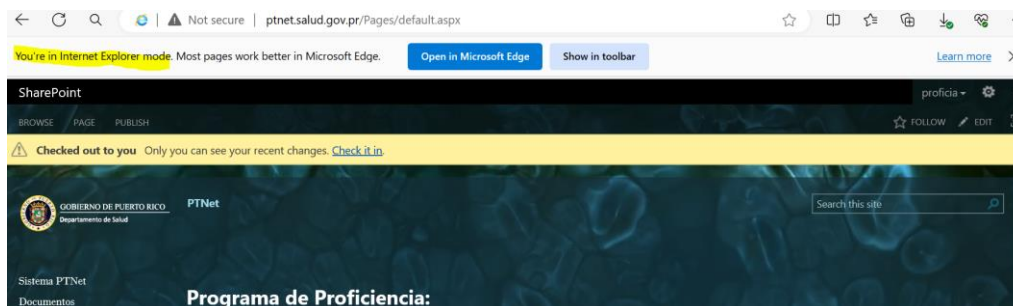 Not secure | ptnet.salud.gov.pr/Pages/default.aspx
You're in Internet Explorer mode. Most pages work better in Microsoft Edge. Open in Microsoft Edge Show in toolbar Learn more
SharePoint proficia
BROWSE PAGE PUBLISH FOLLOW EDIT
Checked out to you Only you can see your recent changes. Check it in.
GOBIERNO DE PUERTO RICO
Departamento de Salud
PTNet
Search this site
Sistema PTNet
Documentos
Programa de Proficiencia: